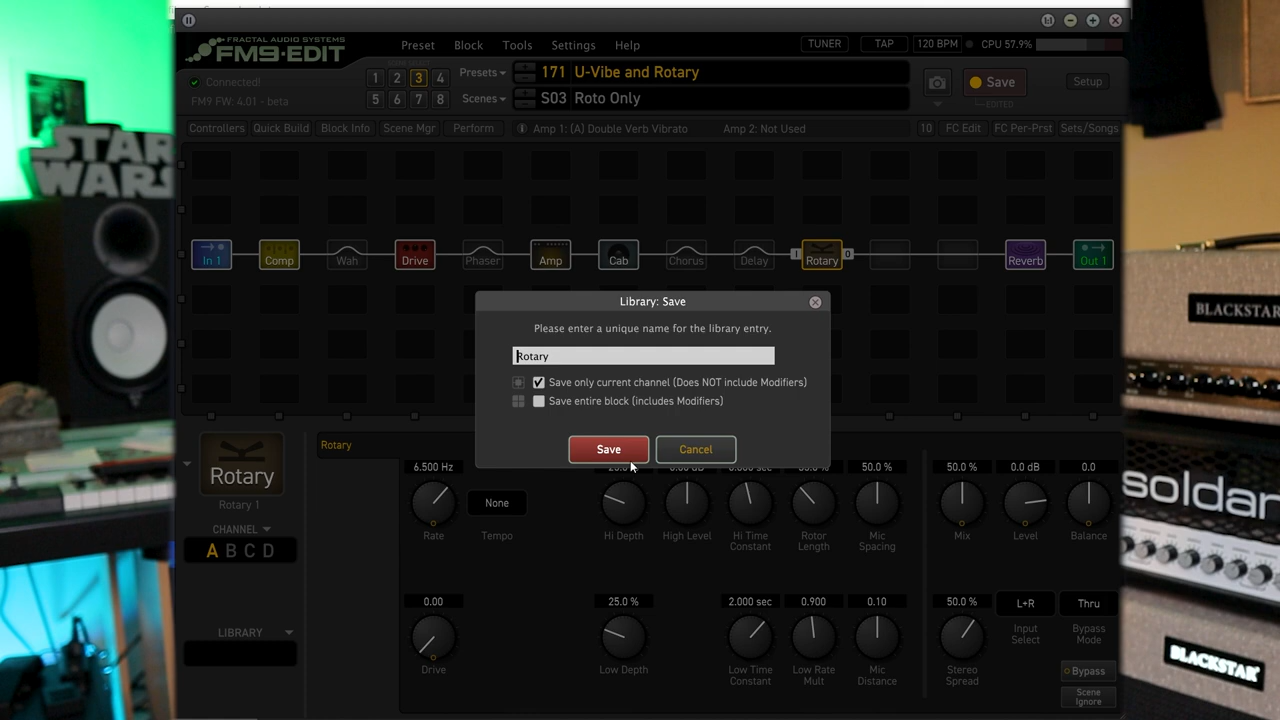 FRACTAL AUDIO SYSTEMS
FM9-EDIT
Preset Block Tools Settings Help
TUNER TAP 120 BPM CPU 57.9%
Connected!
FM9 FW: 4.01 - beta
1 2 3 4
5 6 7 8
Presets 171 U-Vibe and Rotary
Scenes S03 Roto Only
Save
EDITED
Setup
Controllers Quick Build Block Info Scene Mgr Perform
Amp 1: (A) Double Verb Vibrato Amp 2: Not Used
10 FC Edit FC Per-Prst Sets/Songs
STAR
WARS
In 1 Comp Wah Drive Phaser Amp Cab Chorus Delay I Rotary O Reverb Out 1
Library: Save
Please enter a unique name for the library entry.
Rotary
Save only current channel (Does NOT include Modifiers)
Save entire block (includes Modifiers)
Save Cancel
Rotary
Rotary
Rotary 1
CHANNEL
A B C D
LIBRARY
6.500 Hz 50.0 % 50.0 % 0.0 dB 0.0
None
Rate Tempo Hi Depth High Level Hi Time Constant Rotor Length Mic Spacing Mix Level Balance
0.00 25.0 % 2.000 sec 0.900 0.10 50.0 % L+R Thru
Drive Low Depth Low Time Constant Low Rate Mult Mic Distance Stereo Spread Input Select Bypass Mode
Bypass
Scene Ignore
BLACKSTAR
soldan
BLACKSTAR